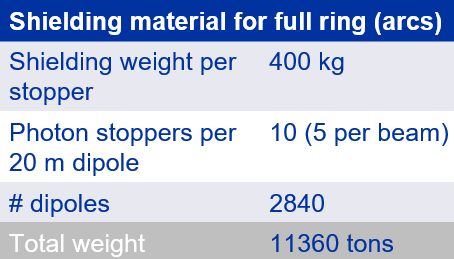 Shielding material for full ring (arcs)
Shielding weight per stopper 400 kg
Photon stoppers per 20 m dipole 10 (5 per beam)
# dipoles 2840
Total weight 11360 tons